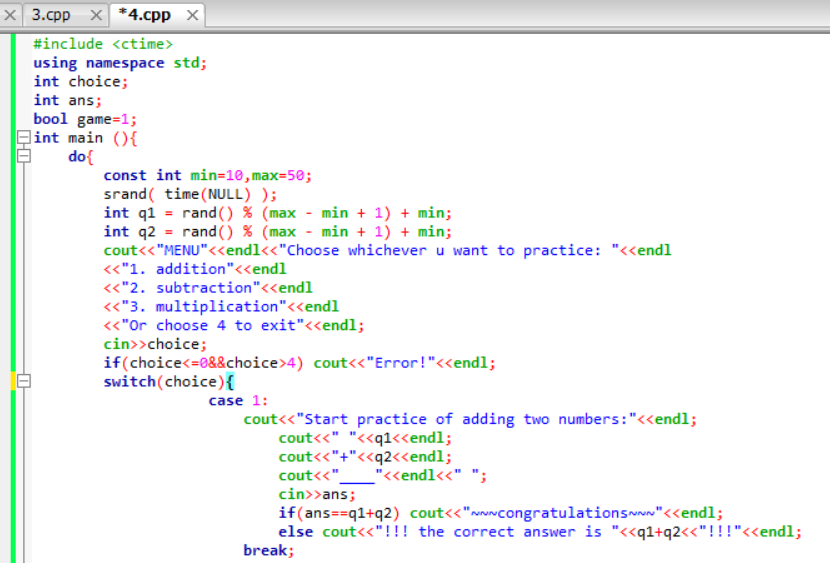 3.cpp *4.cpp
#include <ctime>
using namespace std;
int choice;
int ans;
bool game=1;
int main (){
do{
const int min=10,max=50;
srand( time(NULL) );
int q1 = rand() % (max - min + 1) + min;
int q2 = rand() % (max - min + 1) + min;
cout<<"MENU"<<endl<<"Choose whichever u want to practice: "<<endl
<<"1. addition"<<endl
<<"2. subtraction"<<endl
<<"3. multiplication"<<endl
<<"Or choose 4 to exit"<<endl;
cin>>choice;
if(choice<=0&&choice>4) cout<<"Error!"<<endl;
switch(choice){
case 1:
cout<<"Start practice of adding two numbers:"<<endl;
cout<<" "<<q1<<endl;
cout<<"+"<<q2<<endl;
cout<<"____"<<endl<<" ";
cin>>ans;
if(ans==q1+q2) cout<<"~~~congratulations~~~"<<endl;
else cout<<"!!! the correct answer is "<<q1+q2<<"!!!"<<endl;
break;